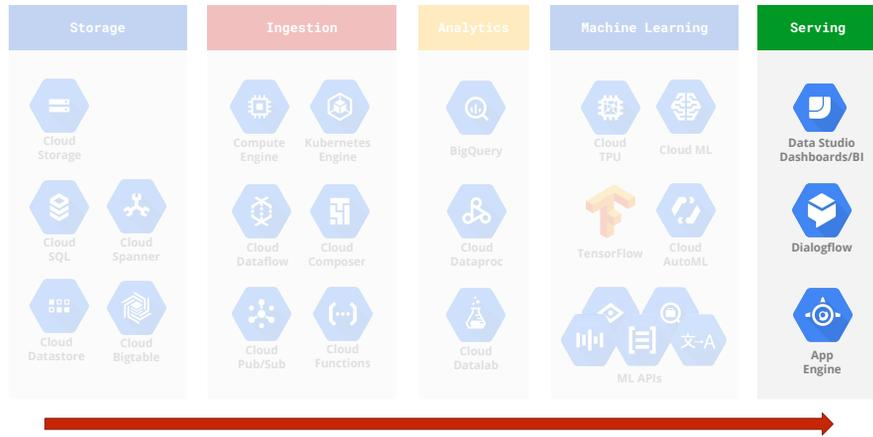 Storage
Ingestion
Analytics
Machine Learning
Serving
Cloud
Storage
Cloud
SQL
Cloud
Spanner
Cloud
Datastore
Cloud
Bigtable
Compute
Engine
Kubernetes
Engine
Cloud
Dataflow
Cloud
Composer
Cloud
Pub/Sub
Cloud
Functions
BigQuery
Cloud
Dataproc
Cloud
Datalab
Cloud
TPU
Cloud ML
TensorFlow
Cloud
AutoML
文→A
ML APIs
Data Studio
Dashboards/BI
Dialogflow
App
Engine